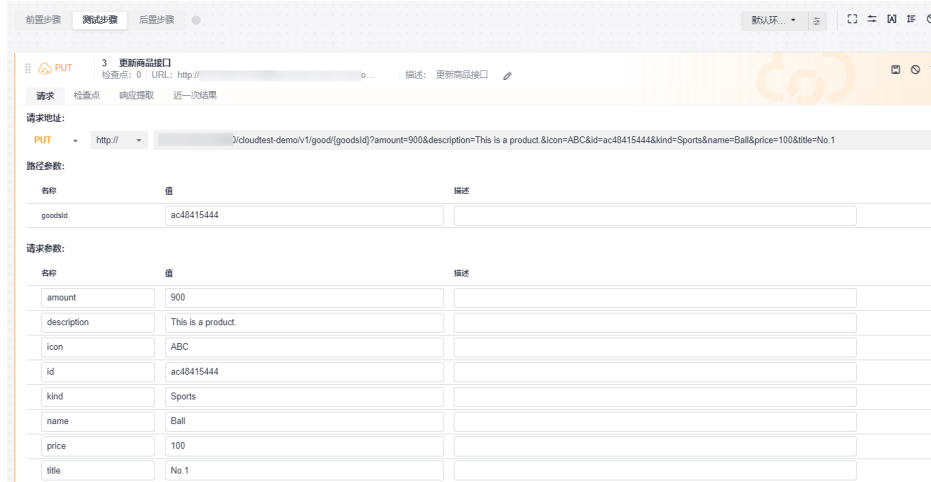 前置步骤 测试步骤 后置步骤 默认环...
PUT 3 更新商品接口
检查点: 0 URL: http:// o... 描述: 更新商品接口
请求 检查点 响应提取 近一次结果
请求地址:
PUT http:// /cloudtest-demo/v1/good/{goodsId}?amount=900&description=This is a product.&icon=ABC&id=ac48415444&kind=Sports&name=Ball&price=100&title=No.1
路径参数:
名称 值 描述
goodsId ac48415444
请求参数:
名称 值 描述
amount 900
description This is a product.
icon ABC
id ac48415444
kind Sports
name Ball
price 100
title No.1